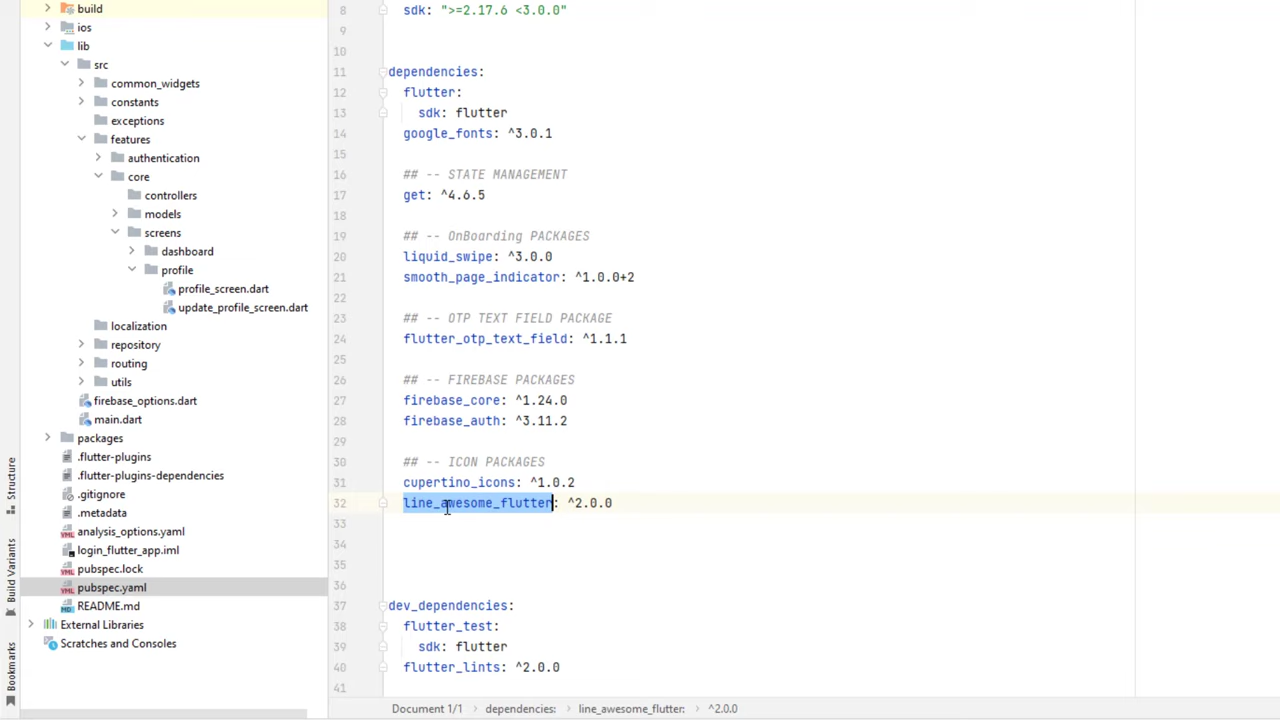 build
ios
lib
src
common_widgets
constants
exceptions
features
authentication
core
controllers
models
screens
dashboard
profile
profile_screen.dart
update_profile_screen.dart
localization
repository
routing
utils
firebase_options.dart
main.dart
packages
.flutter-plugins
.flutter-plugins-dependencies
.gitignore
.metadata
analysis_options.yaml
login_flutter_app.iml
pubspec.lock
pubspec.yaml
README.md
External Libraries
Scratches and Consoles
Structure
Build Variants
Bookmarks
8 sdk: ">=2.17.6 <3.0.0"
9
10
11 dependencies:
12 flutter:
13 sdk: flutter
14 google_fonts: ^3.0.1
15
16 ## -- STATE MANAGEMENT
17 get: ^4.6.5
18
19 ## -- OnBoarding PACKAGES
20 liquid_swipe: ^3.0.0
21 smooth_page_indicator: ^1.0.0+2
22
23 ## -- OTP TEXT FIELD PACKAGE
24 flutter_otp_text_field: ^1.1.1
25
26 ## -- FIREBASE PACKAGES
27 firebase_core: ^1.24.0
28 firebase_auth: ^3.11.2
29
30 ## -- ICON PACKAGES
31 cupertino_icons: ^1.0.2
32 line_awesome_flutter: ^2.0.0
33
34
35
36
37 dev_dependencies:
38 flutter_test:
39 sdk: flutter
40 flutter_lints: ^2.0.0
41
Document 1/1 › dependencies: › line_awesome_flutter: › ^2.0.0